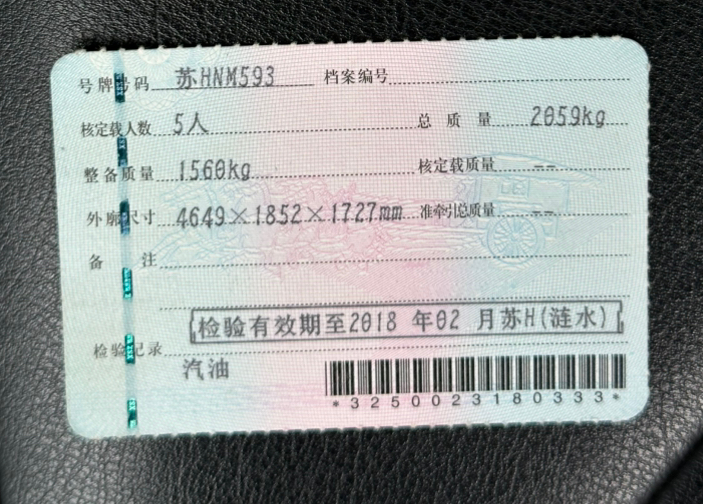 号牌号码 苏HNM593 档案编号
核定载人数 5人 总质量 2059kg
整备质量 1560kg 核定载质量 --
外廓尺寸 4649×1852×1727mm 准牵引总质量 --
备注
检验有效期至2018 年02 月苏H(涟水)
检验记录
汽油
*3250023180333*